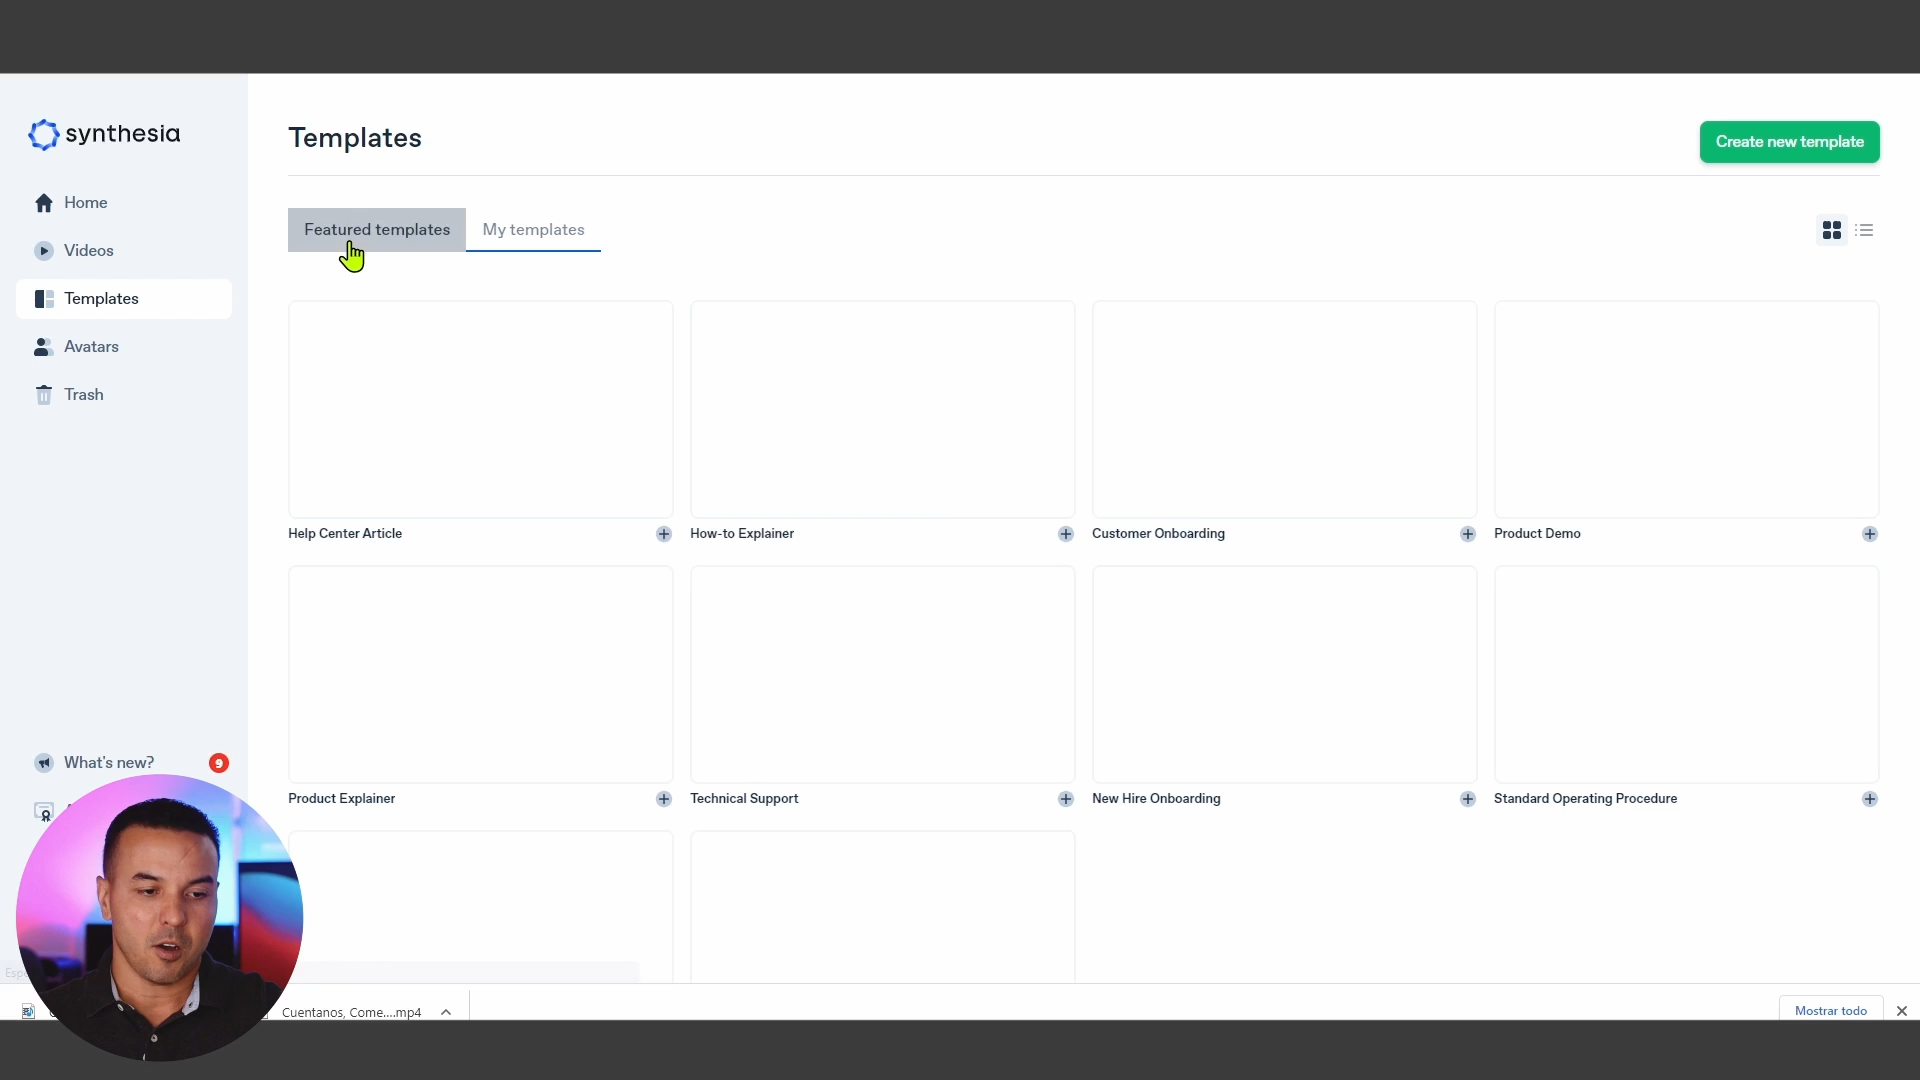 synthesia
Templates
Create new template
Home
Videos
Templates
Avatars
Trash
Featured templates
My templates
Help Center Article
How-to Explainer
Customer Onboarding
Product Demo
Product Explainer
Technical Support
New Hire Onboarding
Standard Operating Procedure
What's new?
9
Cuentanos, Come....mp4
Mostrar todo